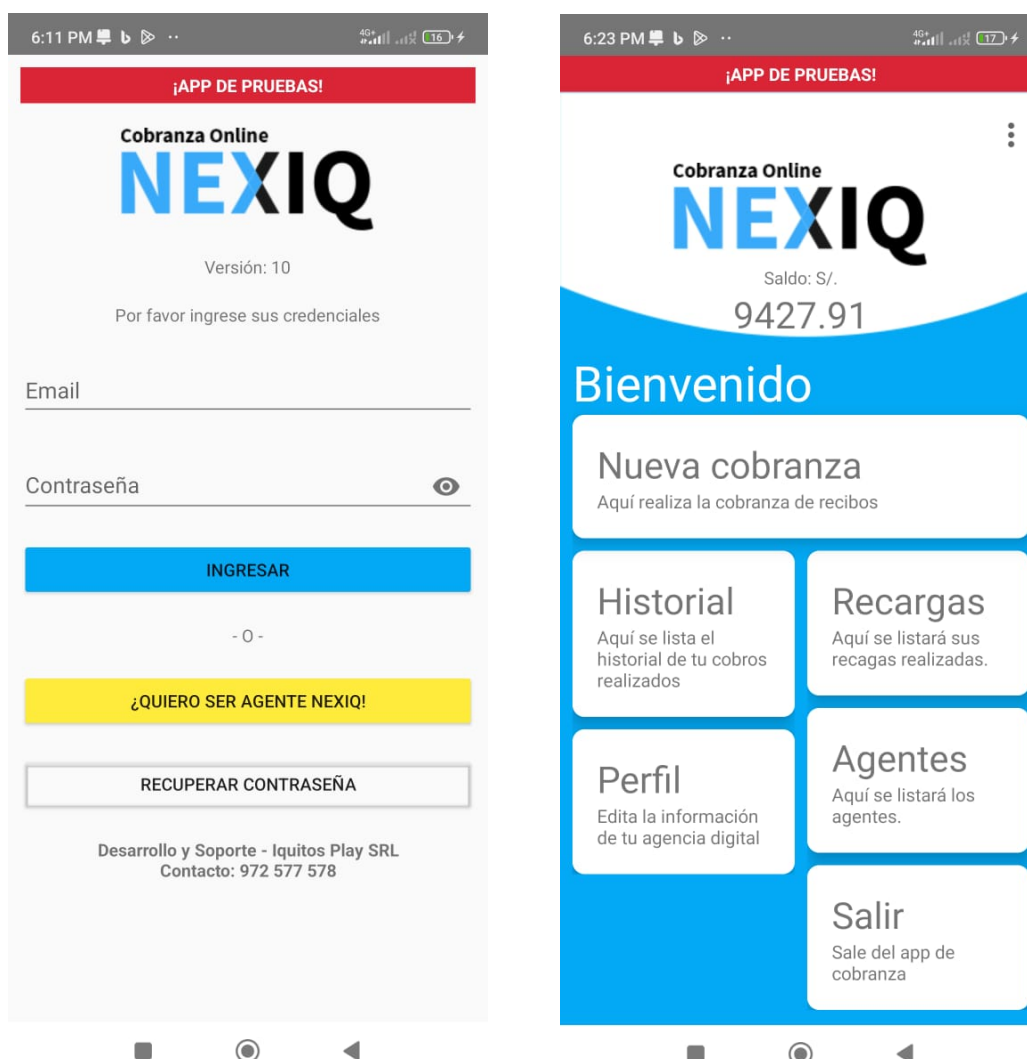 6:11 PM
4G+
16
¡APP DE PRUEBAS!
Cobranza Online
NEXIQ
Versión: 10
Por favor ingrese sus credenciales
Email
Contraseña
INGRESAR
- O -
¿QUIERO SER AGENTE NEXIQ!
RECUPERAR CONTRASEÑA
Desarrollo y Soporte - Iquitos Play SRL
Contacto: 972 577 578
6:23 PM
4G+
17
¡APP DE PRUEBAS!
Cobranza Online
NEXIQ
Saldo: S/.
9427.91
Bienvenido
Nueva cobranza
Aquí realiza la cobranza de recibos
Historial
Aquí se lista el
historial de tu cobros
realizados
Recargas
Aquí se listará sus
recagas realizadas.
Perfil
Edita la información
de tu agencia digital
Agentes
Aquí se listará los
agentes.
Salir
Sale del app de
cobranza